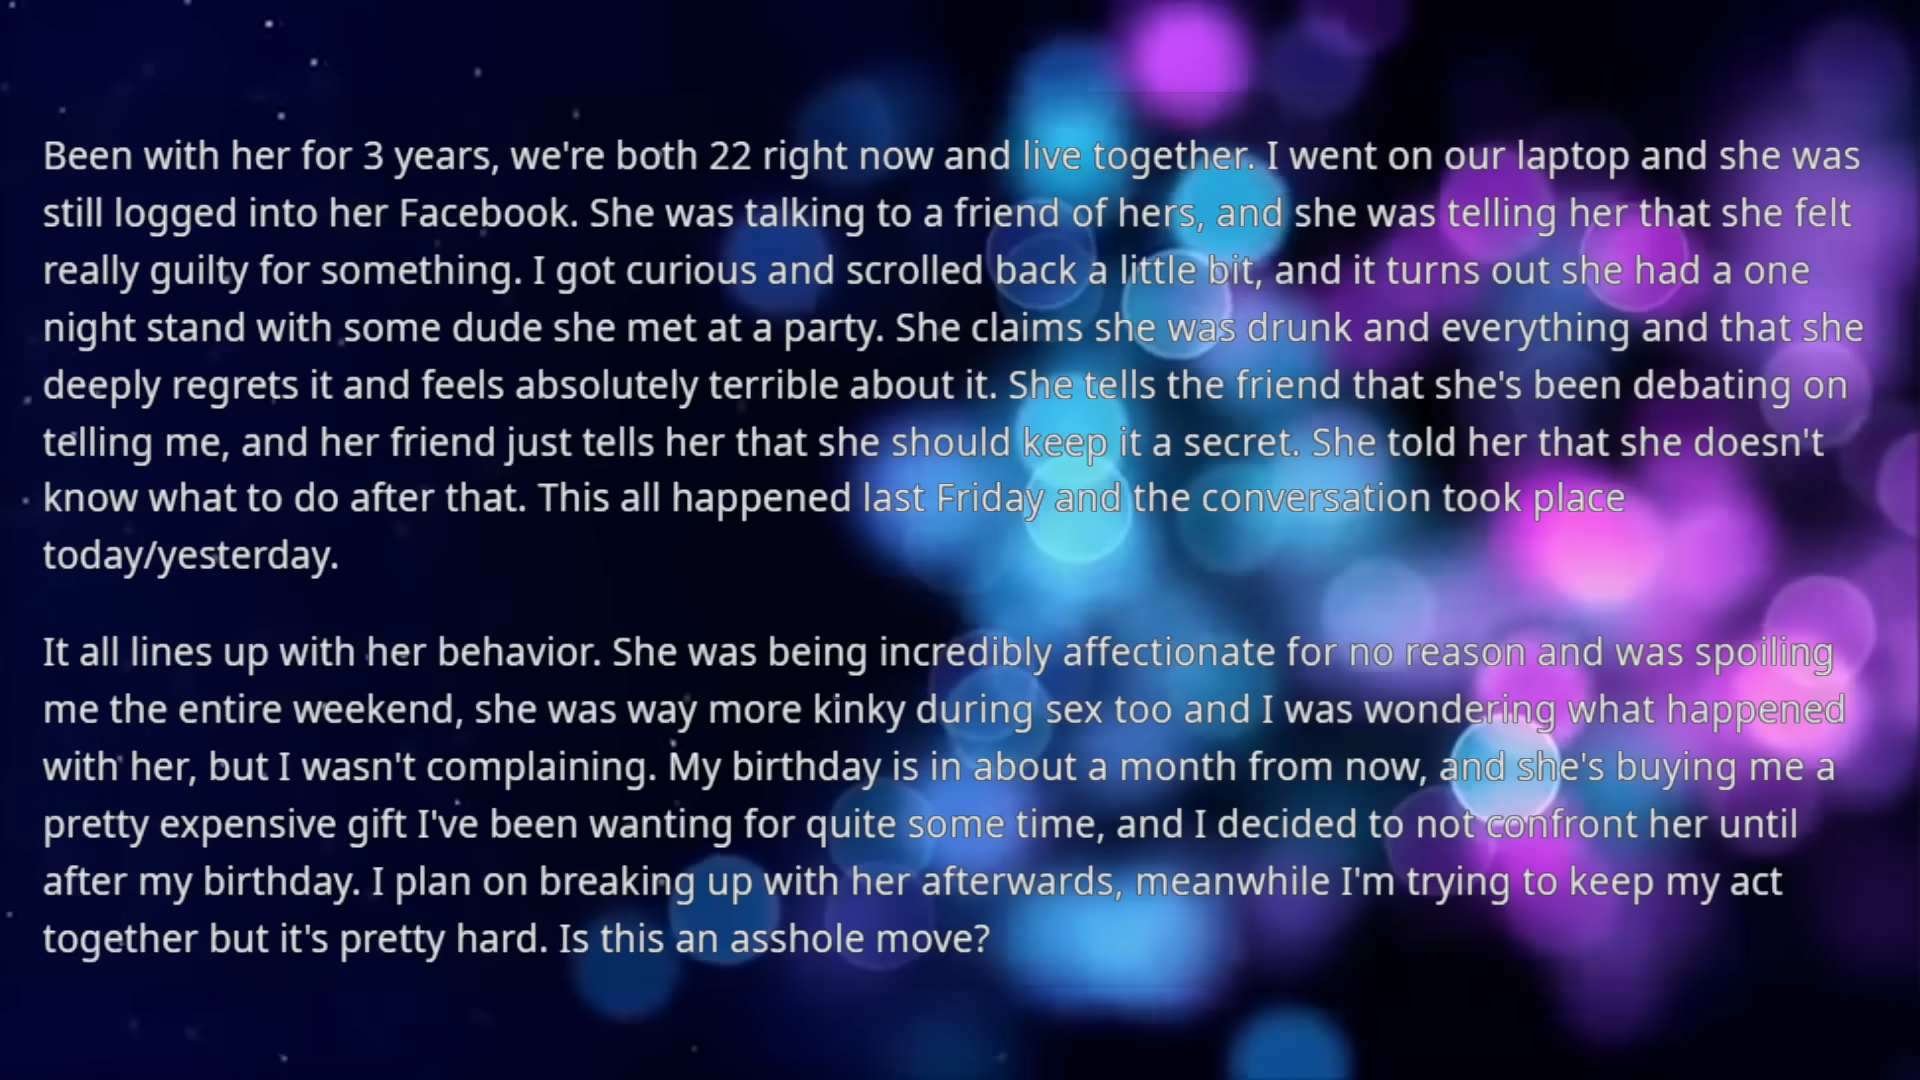 Been with her for 3 years, we're both 22 right now and live together. I went on our laptop and she was
still logged into her Facebook. She was talking to a friend of hers, and she was telling her that she felt
really guilty for something. I got curious and scrolled back a little bit, and it turns out she had a one
night stand with some dude she met at a party. She claims she was drunk and everything and that she
deeply regrets it and feels absolutely terrible about it. She tells the friend that she's been debating on
telling me, and her friend just tells her that she should keep it a secret. She told her that she doesn't
know what to do after that. This all happened last Friday and the conversation took place
today/yesterday.
It all lines up with her behavior. She was being incredibly affectionate for no reason and was spoiling
me the entire weekend, she was way more kinky during sex too and I was wondering what happened
with her, but I wasn't complaining. My birthday is in about a month from now, and she's buying me a
pretty expensive gift I've been wanting for quite some time, and I decided to not confront her until
after my birthday. I plan on breaking up with her afterwards, meanwhile I'm trying to keep my act
together but it's pretty hard. Is this an asshole move?